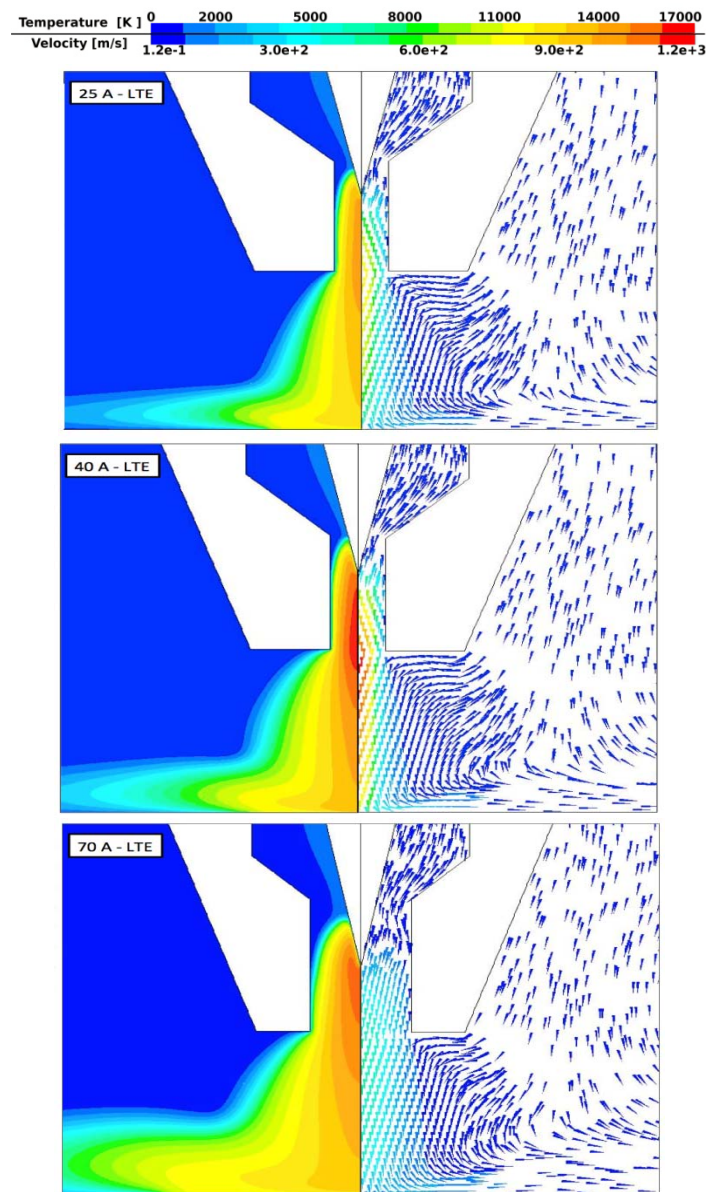 Temperature [K ] 0 2000 5000 8000 11000 14000 17000
Velocity [m/s] 1.2e-1 3.0e+2 6.0e+2 9.0e+2 1.2e+3
25 A - LTE
40 A - LTE
70 A - LTE